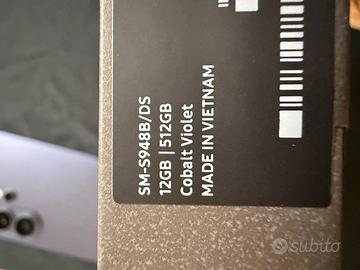 SM-S948B/DS
12GB | 512GB
Cobalt Violet
MADE IN VIETNAM
subito